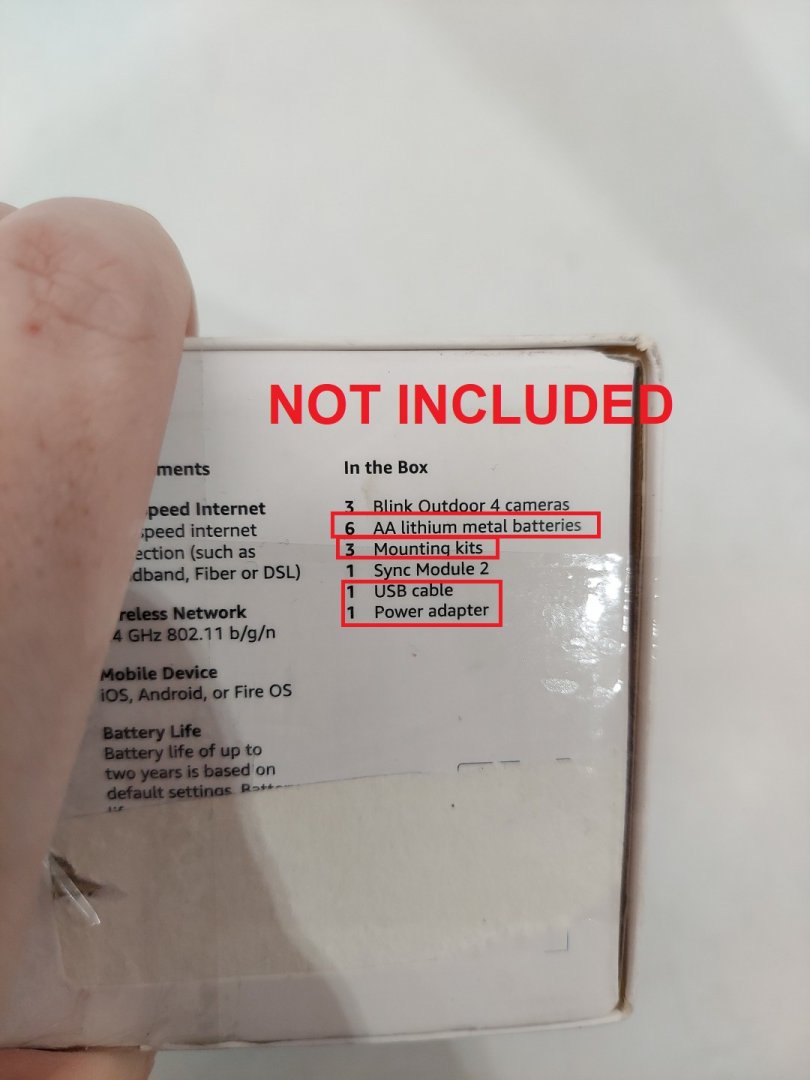 NOT INCLUDED
ments
speed Internet
speed internet
ection (such as
dband, Fiber or DSL)
reless Network
4 GHz 802.11 b/g/n
Mobile Device
iOS, Android, or Fire OS
Battery Life
Battery life of up to
two years is based on
default settings.
In the Box
3 Blink Outdoor 4 cameras
6 AA lithium metal batteries
3 Mounting kits
1 Sync Module 2
1 USB cable
1 Power adapter